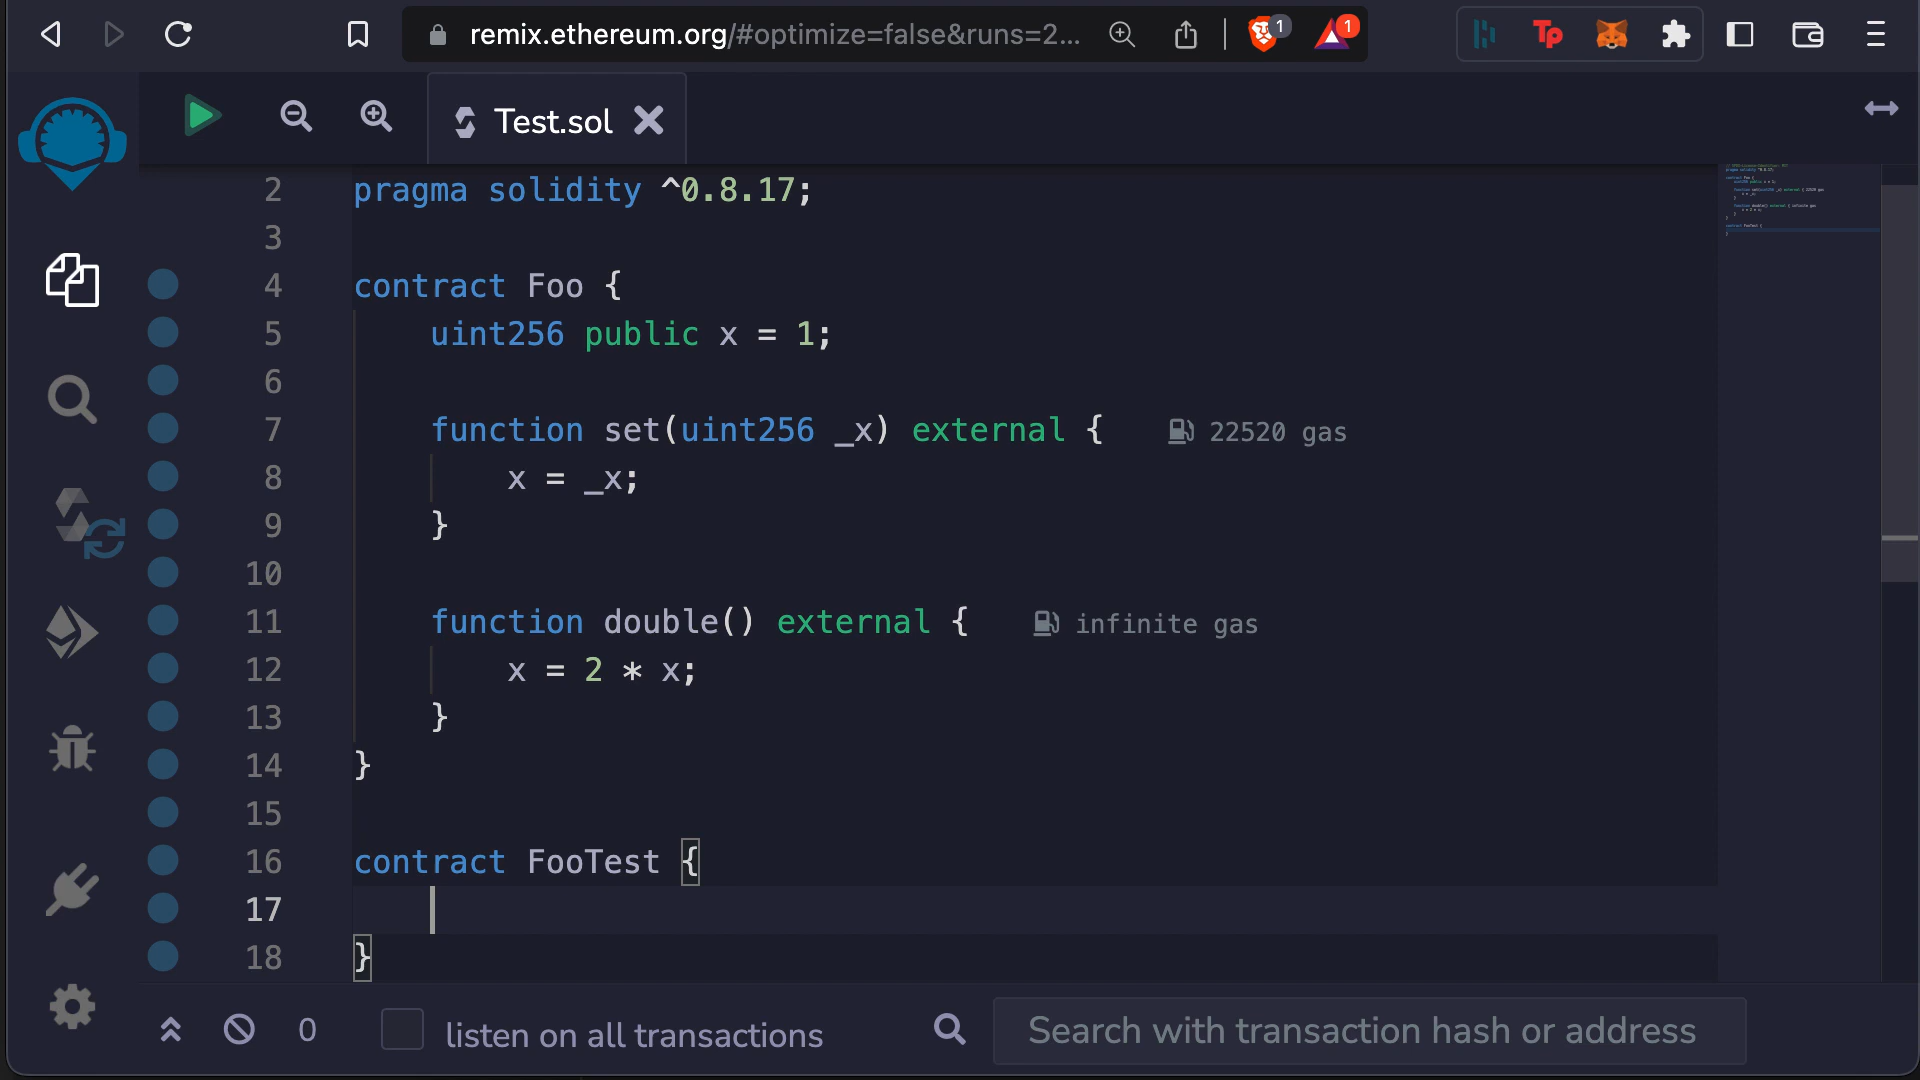 remix.ethereum.org/#optimize=false&runs=2...
1
1
Tp
Test.sol
2 pragma solidity ^0.8.17;
3
4 contract Foo {
5 uint256 public x = 1;
6
7 function set(uint256 _x) external { 22520 gas
8 x = _x;
9 }
10
11 function double() external { infinite gas
12 x = 2 * x;
13 }
14 }
15
16 contract FooTest {
17
18 }
0 listen on all transactions Search with transaction hash or address